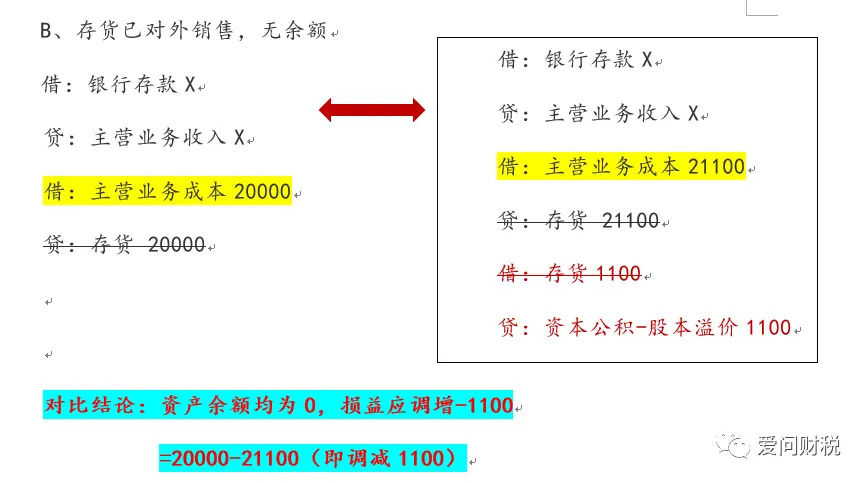 B、存货已对外销售，无余额
借：银行存款 X
贷：主营业务收入 X
借：主营业务成本 20000
贷：存货 20000
借：银行存款 X
贷：主营业务收入 X
借：主营业务成本 21100
贷：存货 21100
借：存货 1100
贷：资本公积-股本溢价 1100
对比结论：资产余额均为 0，损益应调增-1100
=20000-21100（即调减 1100）
爱问财税